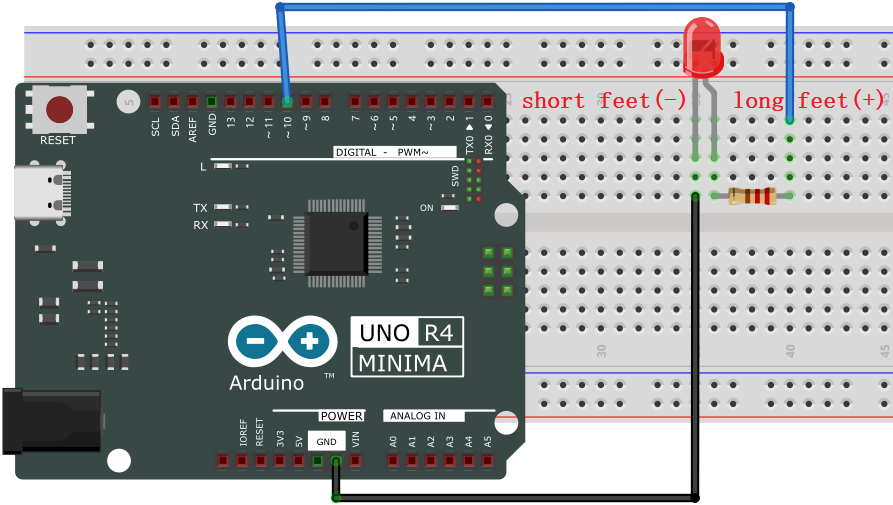 short feet(-)
long feet(+)
5
RESET
SCL
SDA
AREF
GND
13
12
~11
~10
~9
8
7
~6
~5
4
~3
2
TX0 ▶ 1
RX0 ◀ 0
DIGITAL - PWM~
L
TX
RX
SWD
ON
UNO R4
MINIMA
Arduino
TM
30
40
45
POWER
ANALOG IN
IOREF
RESET
3V3
5V
GND
VIN
A0
A1
A2
A3
A4
A5